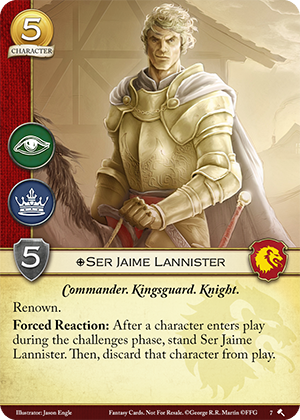 5
CHARACTER
5
SER JAIME LANNISTER
Commander. Kingsguard. Knight.
Renown.
Forced Reaction: After a character enters play
during the challenges phase, stand Ser Jaime
Lannister. Then, discard that character from play.
Illustrator: Jason Engle
Fantasy Cards. Not For Resale. ©George R.R. Martin ©FFG
7